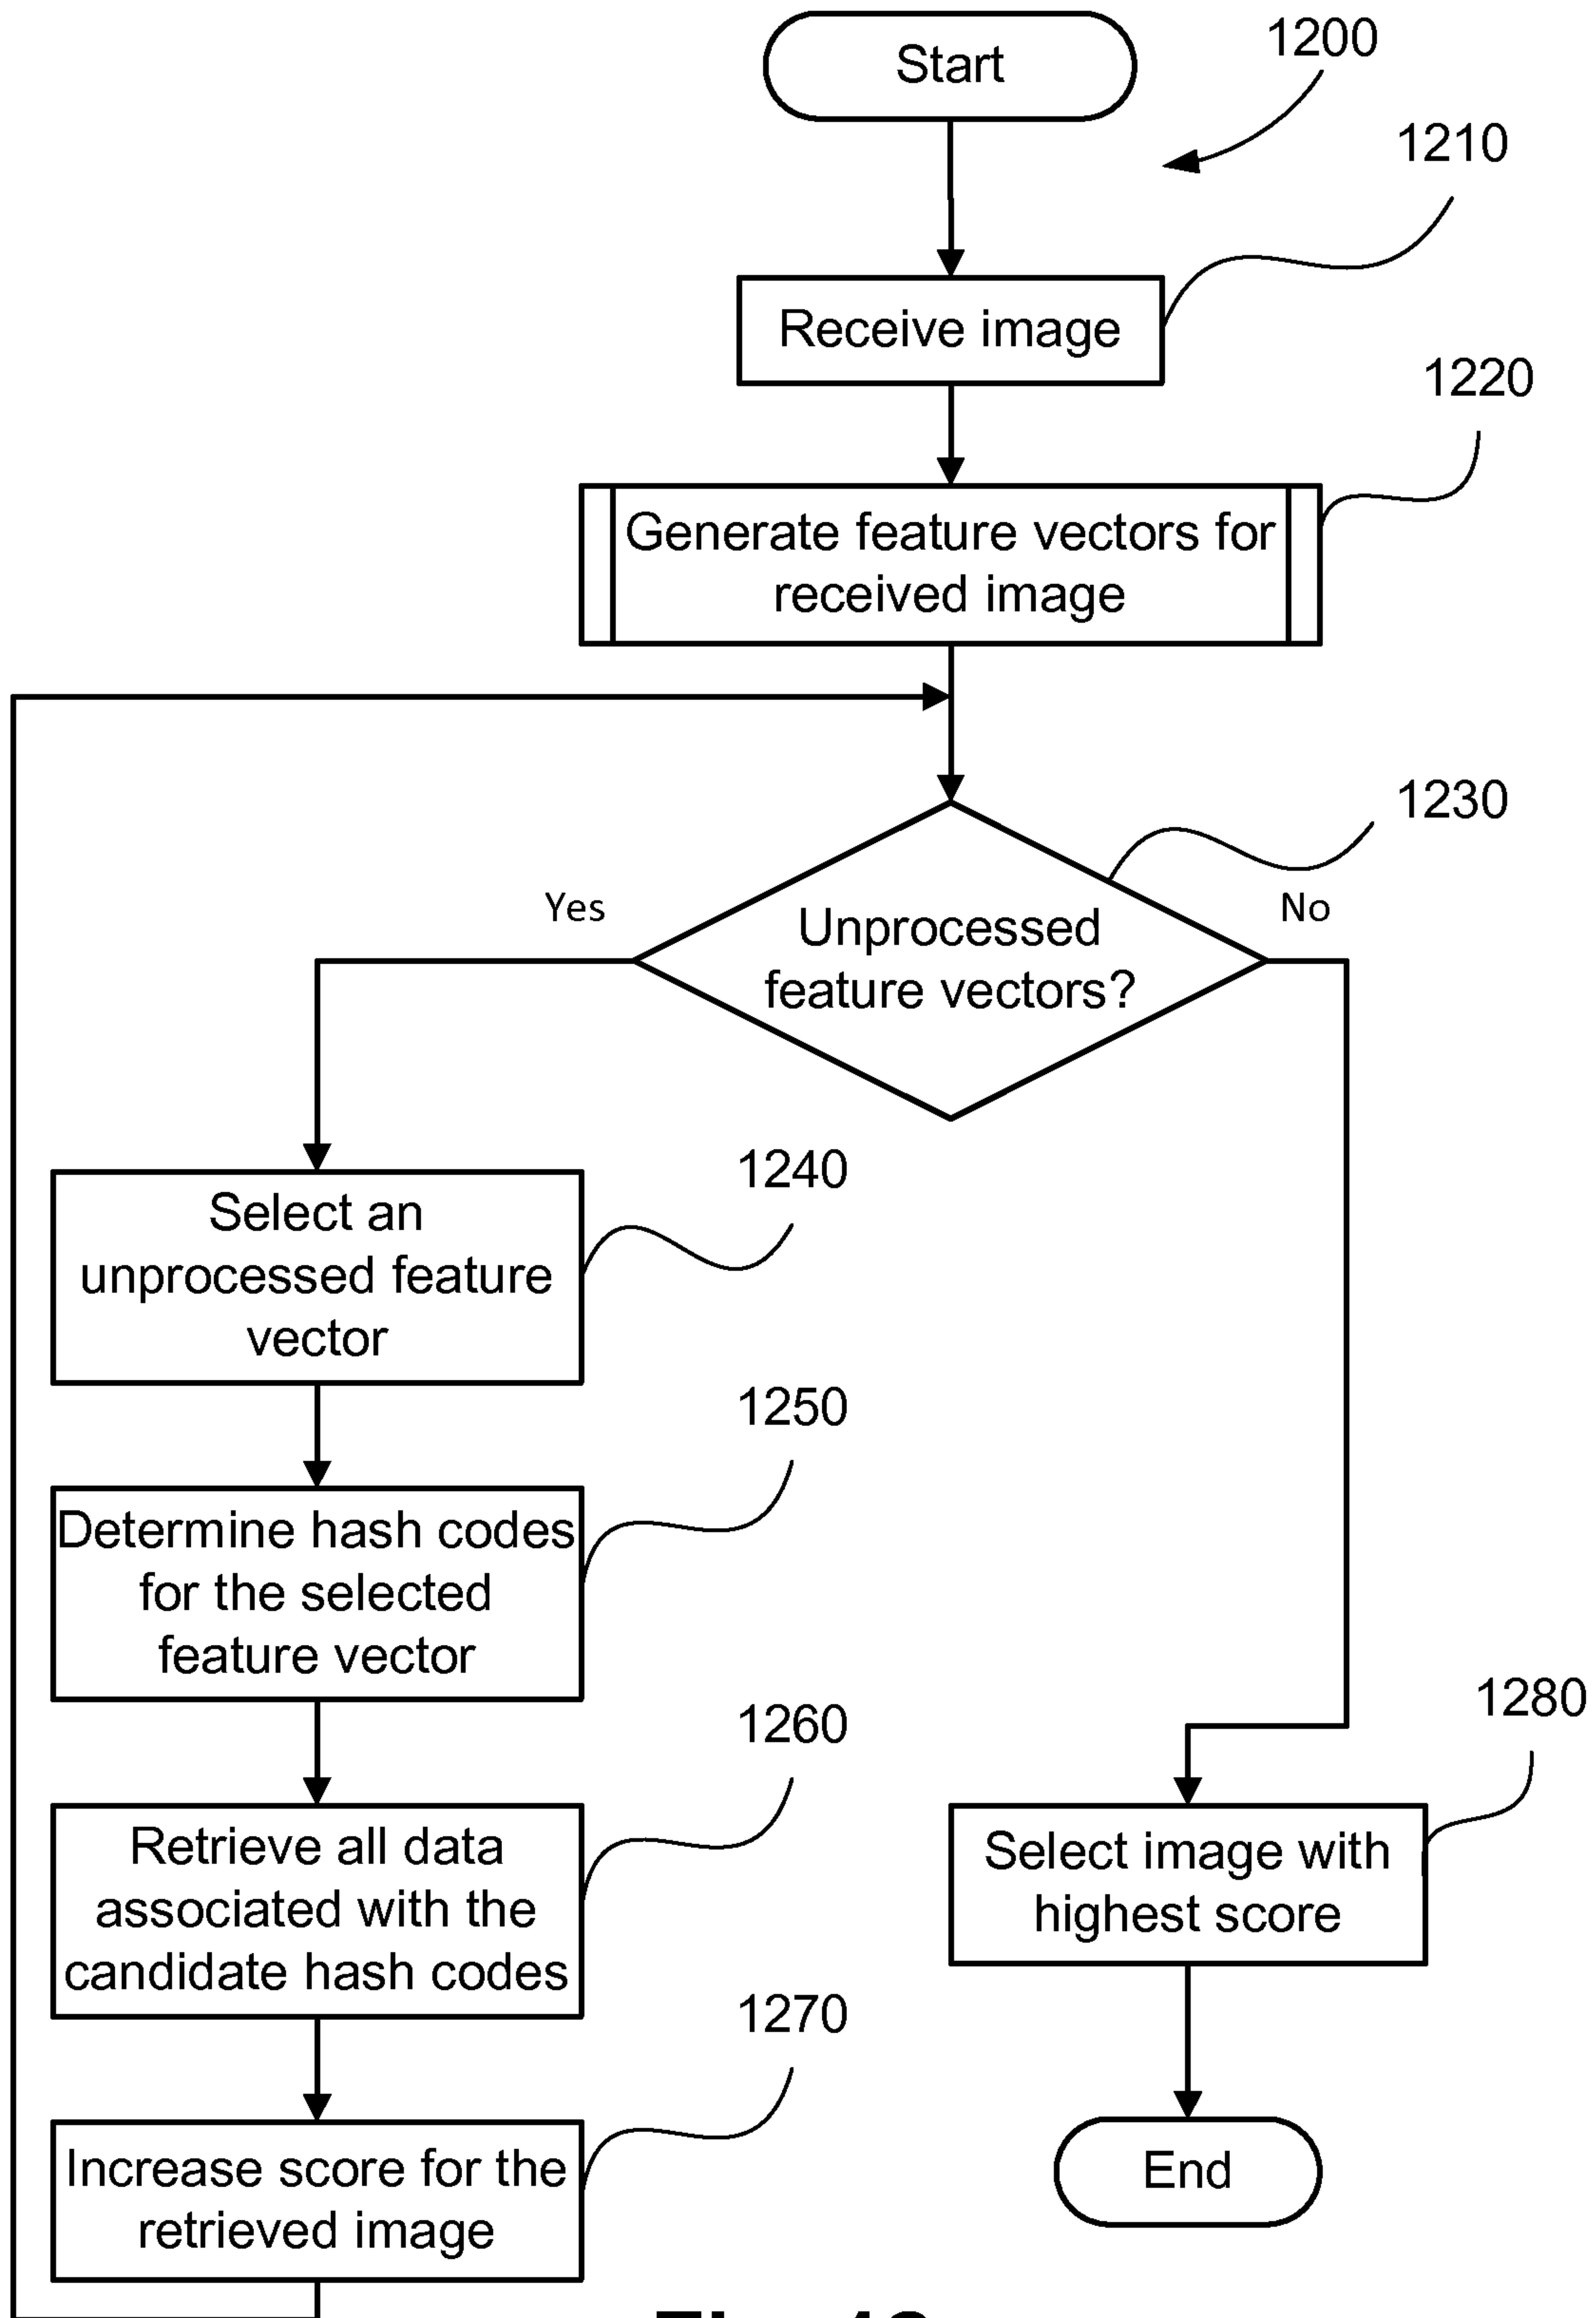 Start
1200
1210
Receive image
1220
Generate feature vectors for
received image
1230
Yes
No
Unprocessed
feature vectors?
1240
Select an
unprocessed feature
vector
1250
Determine hash codes
for the selected
feature vector
1260
Retrieve all data
associated with the
candidate hash codes
1280
Select image with
highest score
1270
Increase score for the
retrieved image
End